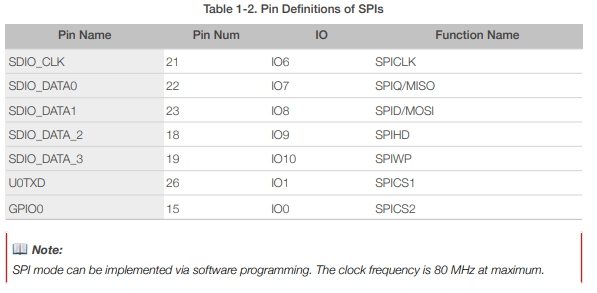 Table 1-2. Pin Definitions of SPIs
Pin Name Pin Num IO Function Name
SDIO_CLK 21 IO6 SPICLK
SDIO_DATA0 22 IO7 SPIQ/MISO
SDIO_DATA1 23 IO8 SPID/MOSI
SDIO_DATA_2 18 IO9 SPIHD
SDIO_DATA_3 19 IO10 SPIWP
U0TXD 26 IO1 SPICS1
GPIO0 15 IO0 SPICS2
Note:
SPI mode can be implemented via software programming. The clock frequency is 80 MHz at maximum.